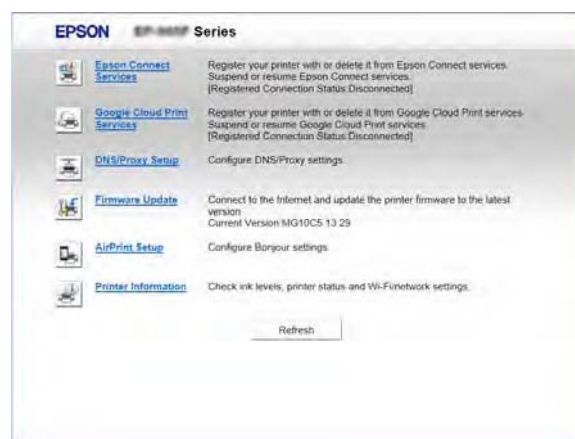 EPSON Series
Epson Connect Services
Register your printer with or delete it from Epson Connect services.
Suspend or resume Epson Connect services.
[Registered Connection Status:Disconnected]
Google Cloud Print Services
Register your printer with or delete it from Google Cloud Print services
Suspend or resume Google Cloud Print services
[Registered Connection Status:Disconnected]
DNS/Proxy Setup
Configure DNS/Proxy settings.
Firmware Update
Connect to the Internet and update the printer firmware to the latest
version
Current Version MG10C5 13 29
AirPrint Setup
Configure Bonjour settings.
Printer Information
Check ink levels, printer status and Wi-Fi/network settings.
Refresh